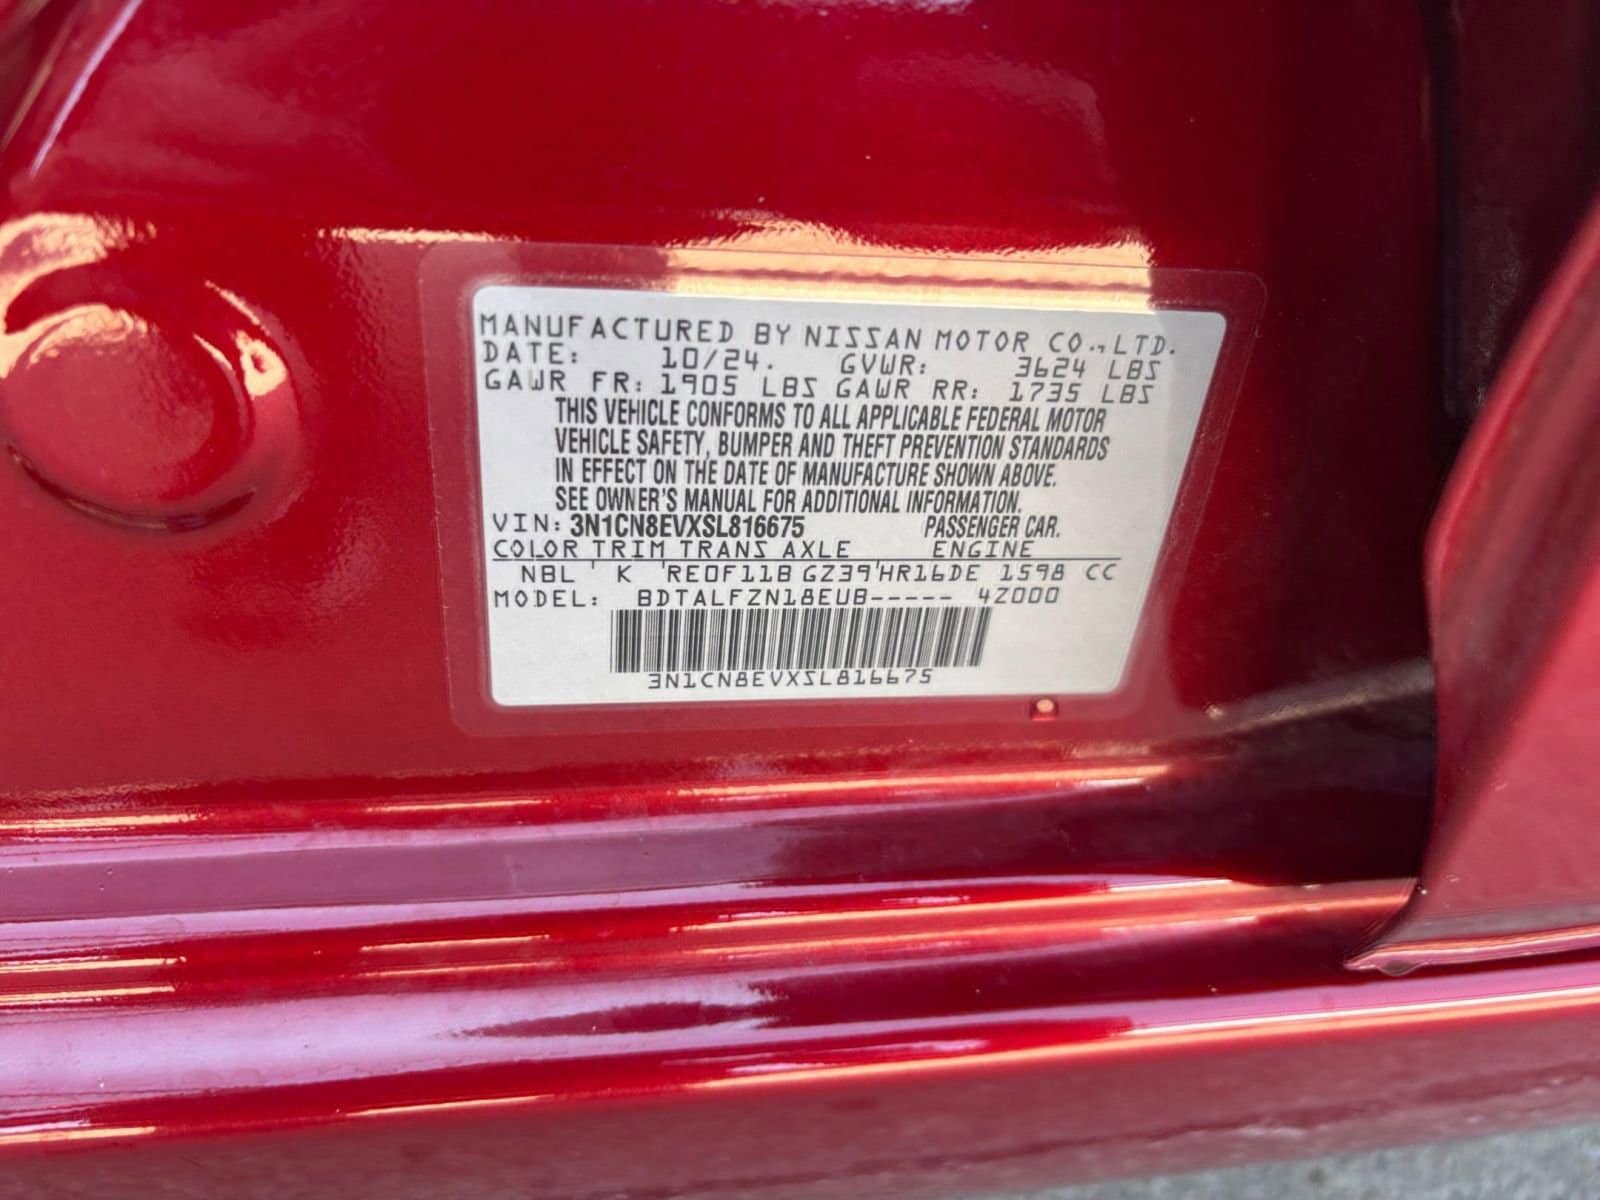 MANUFACTURED BY NISSAN MOTOR CO., LTD.
DATE: 10/24. GVWR: 3624 LBS
GAWR FR: 1905 LBS GAWR RR: 1735 LBS
THIS VEHICLE CONFORMS TO ALL APPLICABLE FEDERAL MOTOR
VEHICLE SAFETY, BUMPER AND THEFT PREVENTION STANDARDS
IN EFFECT ON THE DATE OF MANUFACTURE SHOWN ABOVE.
SEE OWNER'S MANUAL FOR ADDITIONAL INFORMATION.
VIN: 3N1CN8EVXSL816675 PASSENGER CAR.
COLOR TRIM TRANS AXLE ENGINE
NBL ' K 'RE0F11B GZ39'HR16DE 1598 CC
MODEL: BDTALFZN18EUB----- 4Z000
3N1CN8EVXSL816675